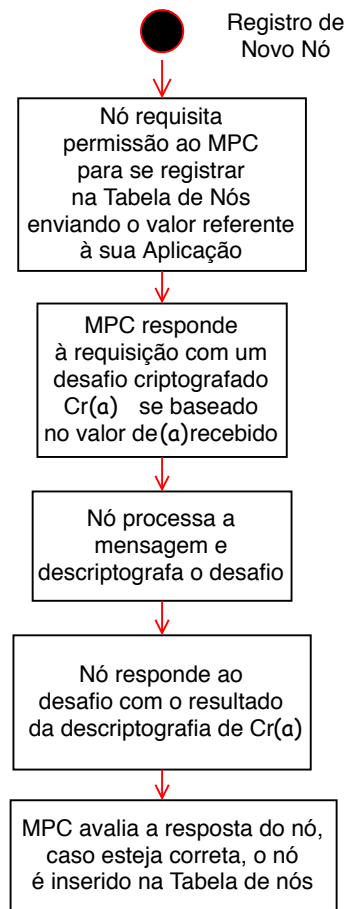 Registro de
Novo Nó
Nó requisita
permissão ao MPC
para se registrar
na Tabela de Nós
enviando o valor referente
à sua Aplicação
MPC responde
à requisição com um
desafio criptografado
Cr(a) se baseado
no valor de(a)recebido
Nó processa a
mensagem e
descriptografa o desafio
Nó responde ao
desafio com o resultado
da descriptografia de Cr(a)
MPC avalia a resposta do nó,
caso esteja correta, o nó
é inserido na Tabela de nós